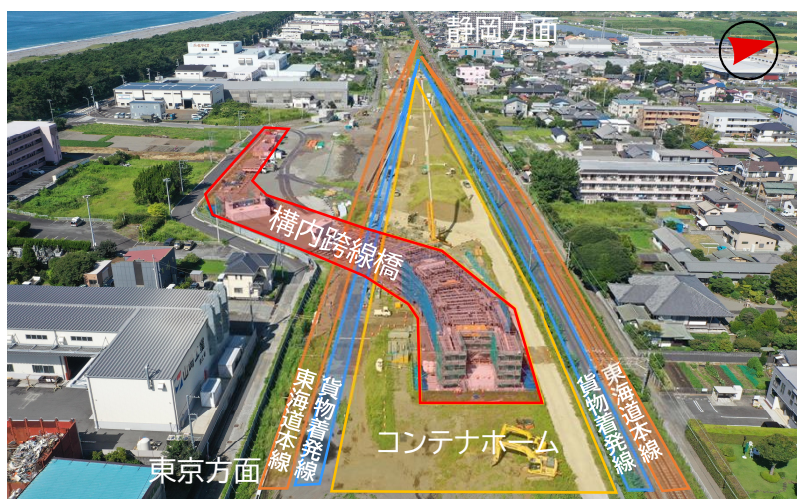 静岡方面
構内跨線橋
東海道本線
貨物着発線
貨物着発線
東海道本線
コンテナホーム
東京方面